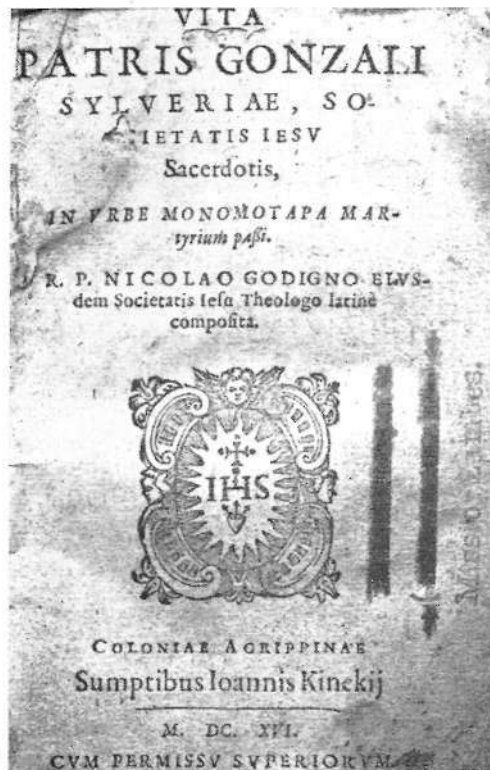 VITA
PATRIS GONZALI
SYLVERIAE, SO-
CIETATIS IESV
Sacerdotis,
IN VRBE MONOMOTAPA MAR-
tyrium paßi.
R. P. NICOLAO GODIGNO EIVS-
dem Societatis Iesu Theologo latinè
composita.
IHS
COLONIAE AGRIPPINAE
Sumptibus Ioannis Kinckij
M. DC. XVI.
CVM PERMISSV SVPERIORVM.